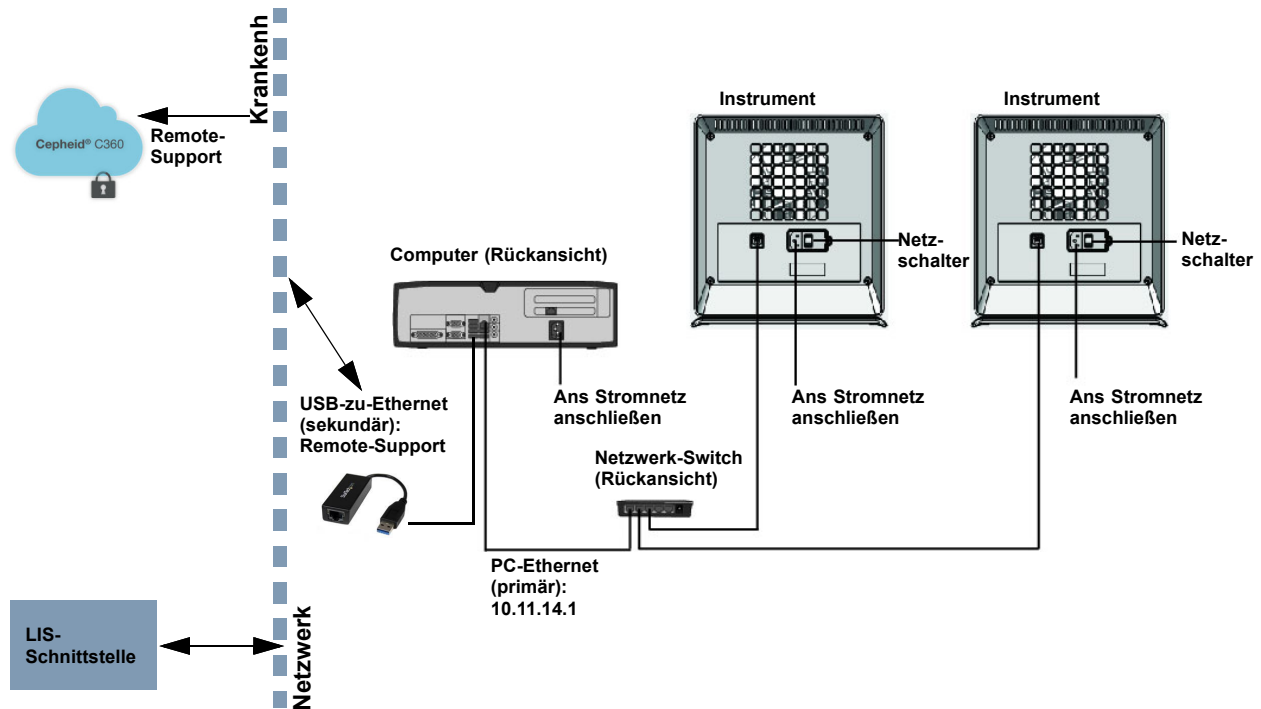 Krankenh
Cepheid® C360
Remote-
Support
Instrument
Instrument
Netz-
schalter
Netz-
schalter
Computer (Rückansicht)
USB-zu-Ethernet
(sekundär):
Remote-Support
Ans Stromnetz
anschließen
Ans Stromnetz
anschließen
Ans Stromnetz
anschließen
Netzwerk-Switch
(Rückansicht)
StarTech
PC-Ethernet
(primär):
10.11.14.1
LIS-
Schnittstelle
Netzwerk